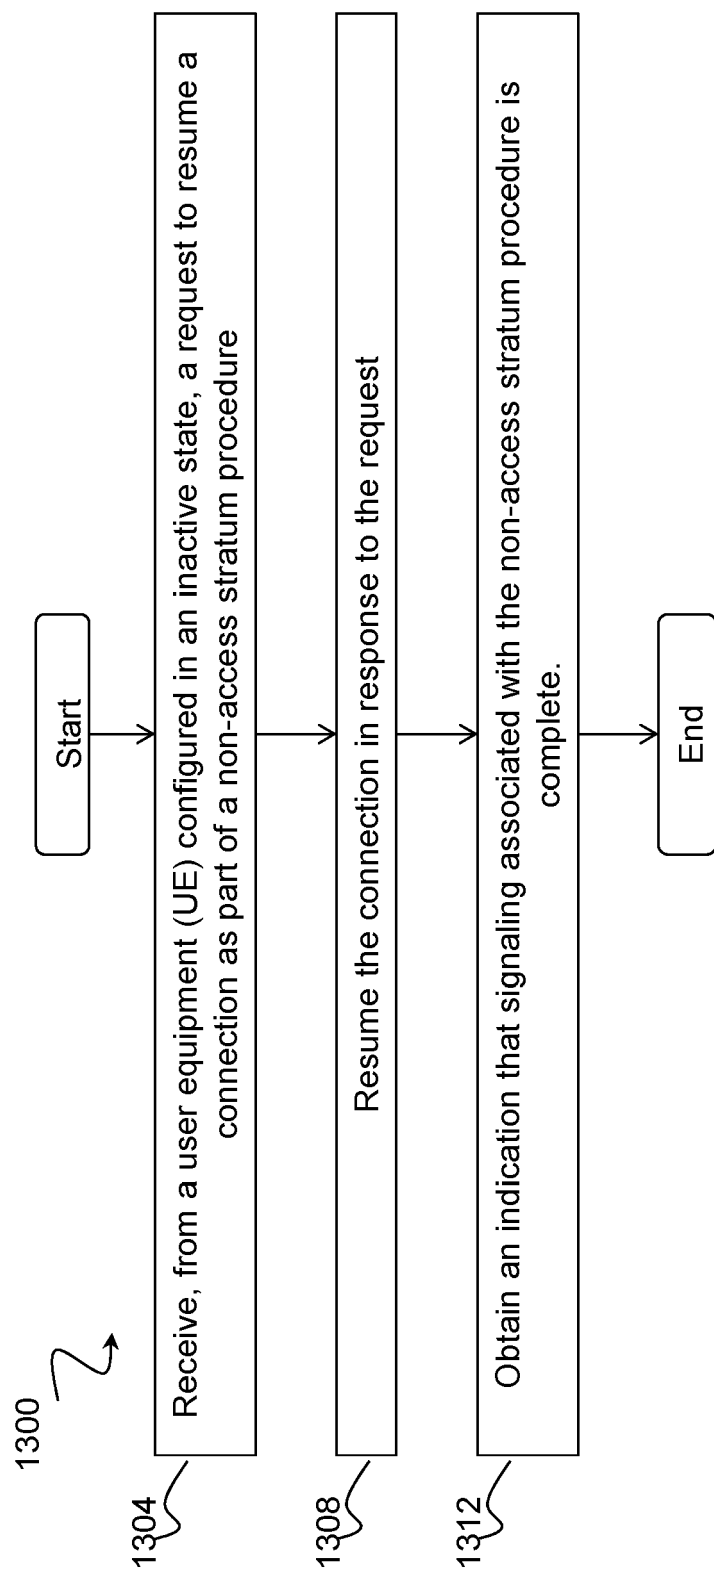 1300
Start
1304
Receive, from a user equipment (UE) configured in an inactive state, a request to resume a
connection as part of a non-access stratum procedure
1308
Resume the connection in response to the request
1312
Obtain an indication that signaling associated with the non-access stratum procedure is
complete.
End